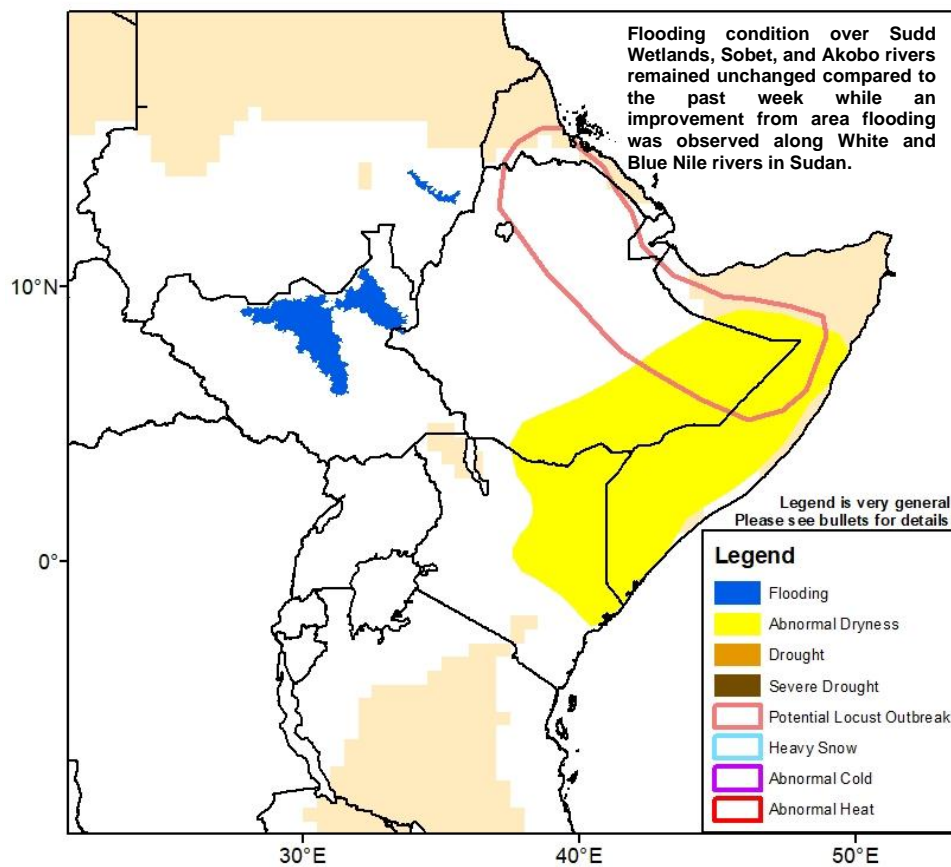 Flooding condition over Sudd
Wetlands, Sobet, and Akobo rivers
remained unchanged compared to
the past week while an
improvement from area flooding
was observed along White and
Blue Nile rivers in Sudan.
10°N
0°
Legend is very general
Please see bullets for details
Legend
Flooding
Abnormal Dryness
Drought
Severe Drought
Potential Locust Outbreak
Heavy Snow
Abnormal Cold
Abnormal Heat
30°E
40°E
50°E